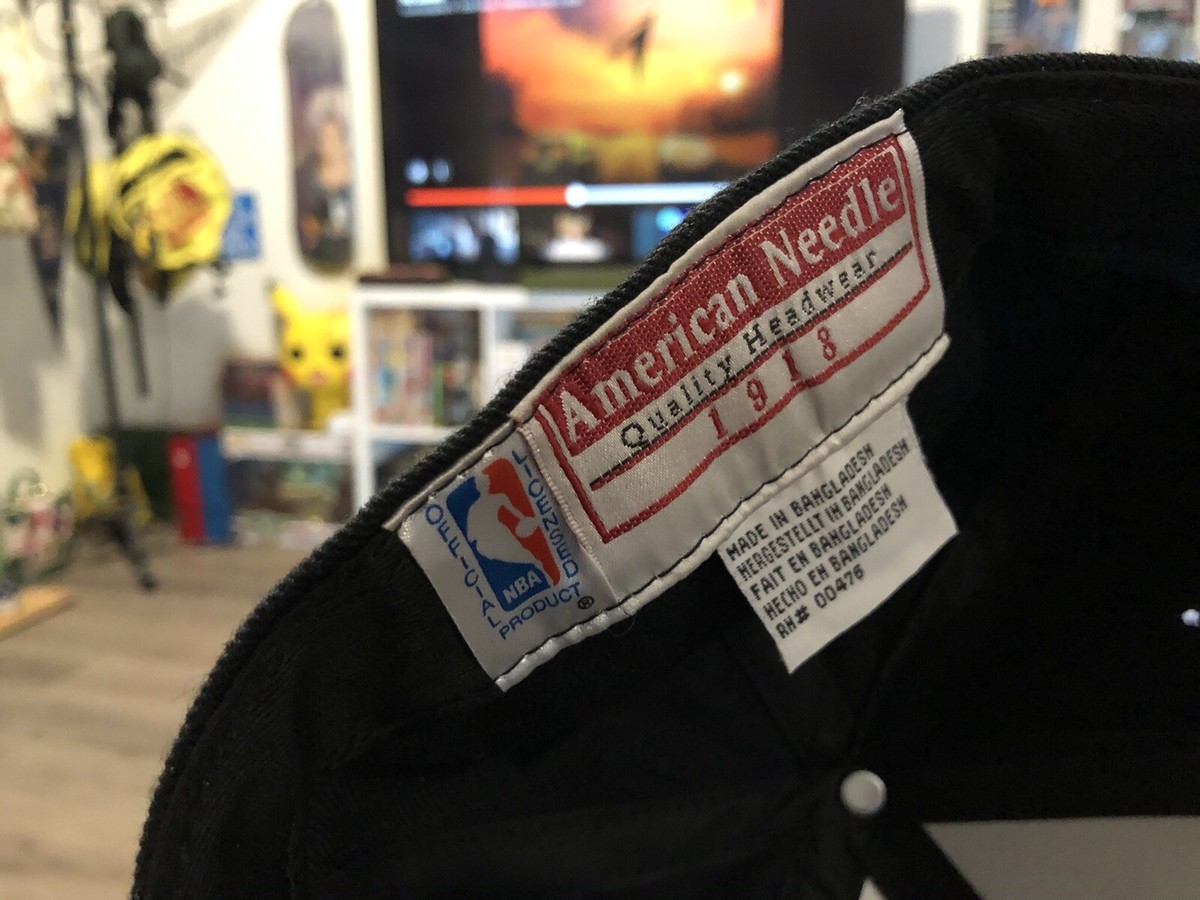 American Needle
Quality Headwear
1918
OFFICIAL LICENSED PRODUCT®
NBA
MADE IN BANGLADESH
HERGESTELLT IN BANGLADESH
FAIT EN BANGLADESH
HECHO EN BANGLADESH
RN# 00476